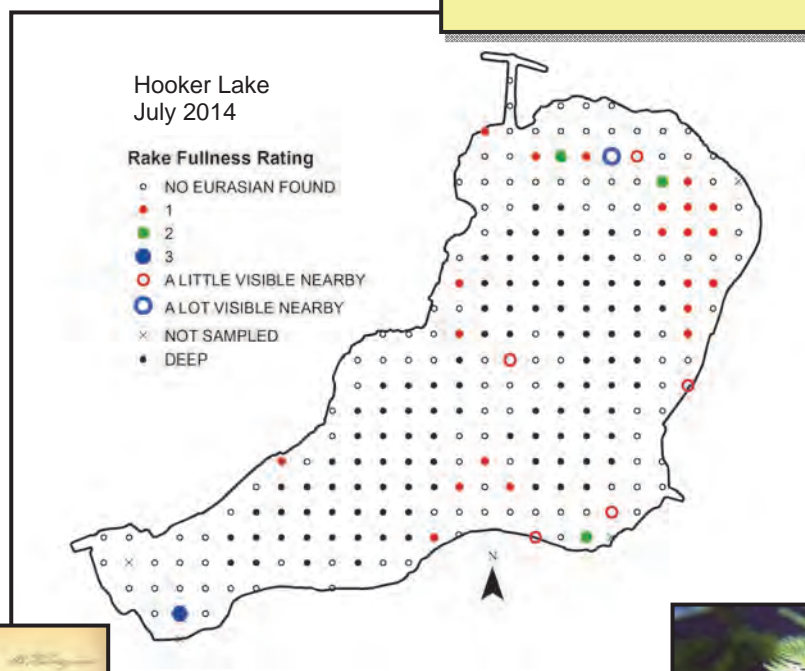 Hooker Lake
July 2014
Rake Fullness Rating
NO EURASIAN FOUND
1
2
3
A LITTLE VISIBLE NEARBY
A LOT VISIBLE NEARBY
NOT SAMPLED
DEEP
N